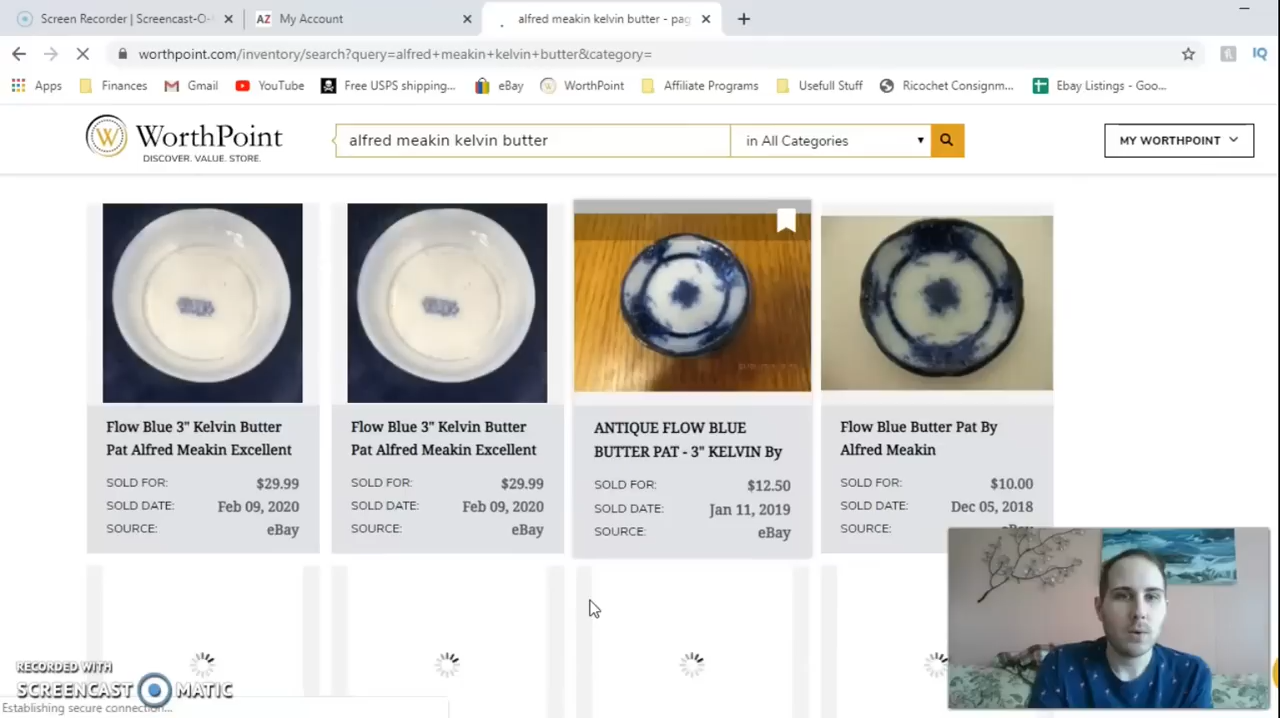 Screen Recorder | Screencast-O-
AZ My Account
alfred meakin kelvin butter - pag
worthpoint.com/inventory/search?query=alfred+meakin+kelvin+butter&category=
IQ
Apps Finances Gmail YouTube Free USPS shipping... eBay WorthPoint Affiliate Programs Usefull Stuff Ricochet Consignm... Ebay Listings - Goo...
W WorthPoint
DISCOVER. VALUE. STORE.
alfred meakin kelvin butter
in All Categories
MY WORTHPOINT
Flow Blue 3" Kelvin Butter
Pat Alfred Meakin Excellent
SOLD FOR: $29.99
SOLD DATE: Feb 09, 2020
SOURCE: eBay
Flow Blue 3" Kelvin Butter
Pat Alfred Meakin Excellent
SOLD FOR: $29.99
SOLD DATE: Feb 09, 2020
SOURCE: eBay
ANTIQUE FLOW BLUE
BUTTER PAT - 3" KELVIN By
SOLD FOR: $12.50
SOLD DATE: Jan 11, 2019
SOURCE: eBay
Flow Blue Butter Pat By
Alfred Meakin
SOLD FOR: $10.00
SOLD DATE: Dec 05, 2018
SOURCE: eBay
RECORDED WITH
SCREENCAST MATIC
Establishing secure connection...